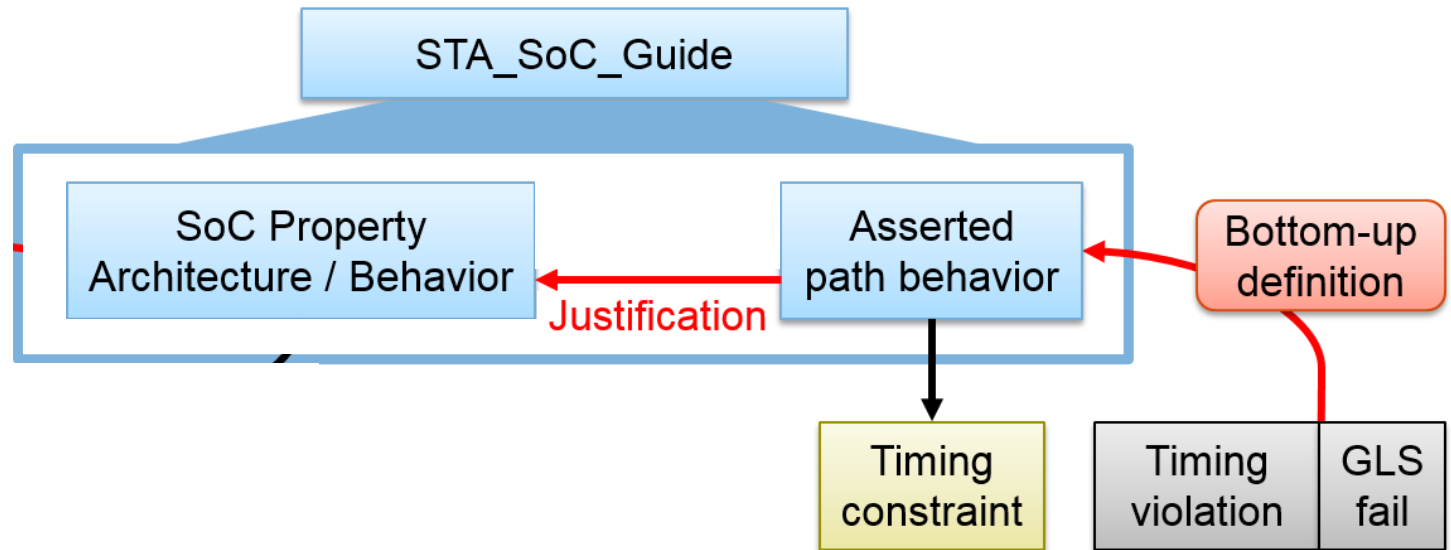 STA_SoC_Guide
SoC Property
Architecture / Behavior
Justification
Asserted
path behavior
Bottom-up
definition
Timing
constraint
Timing
violation
GLS
fail